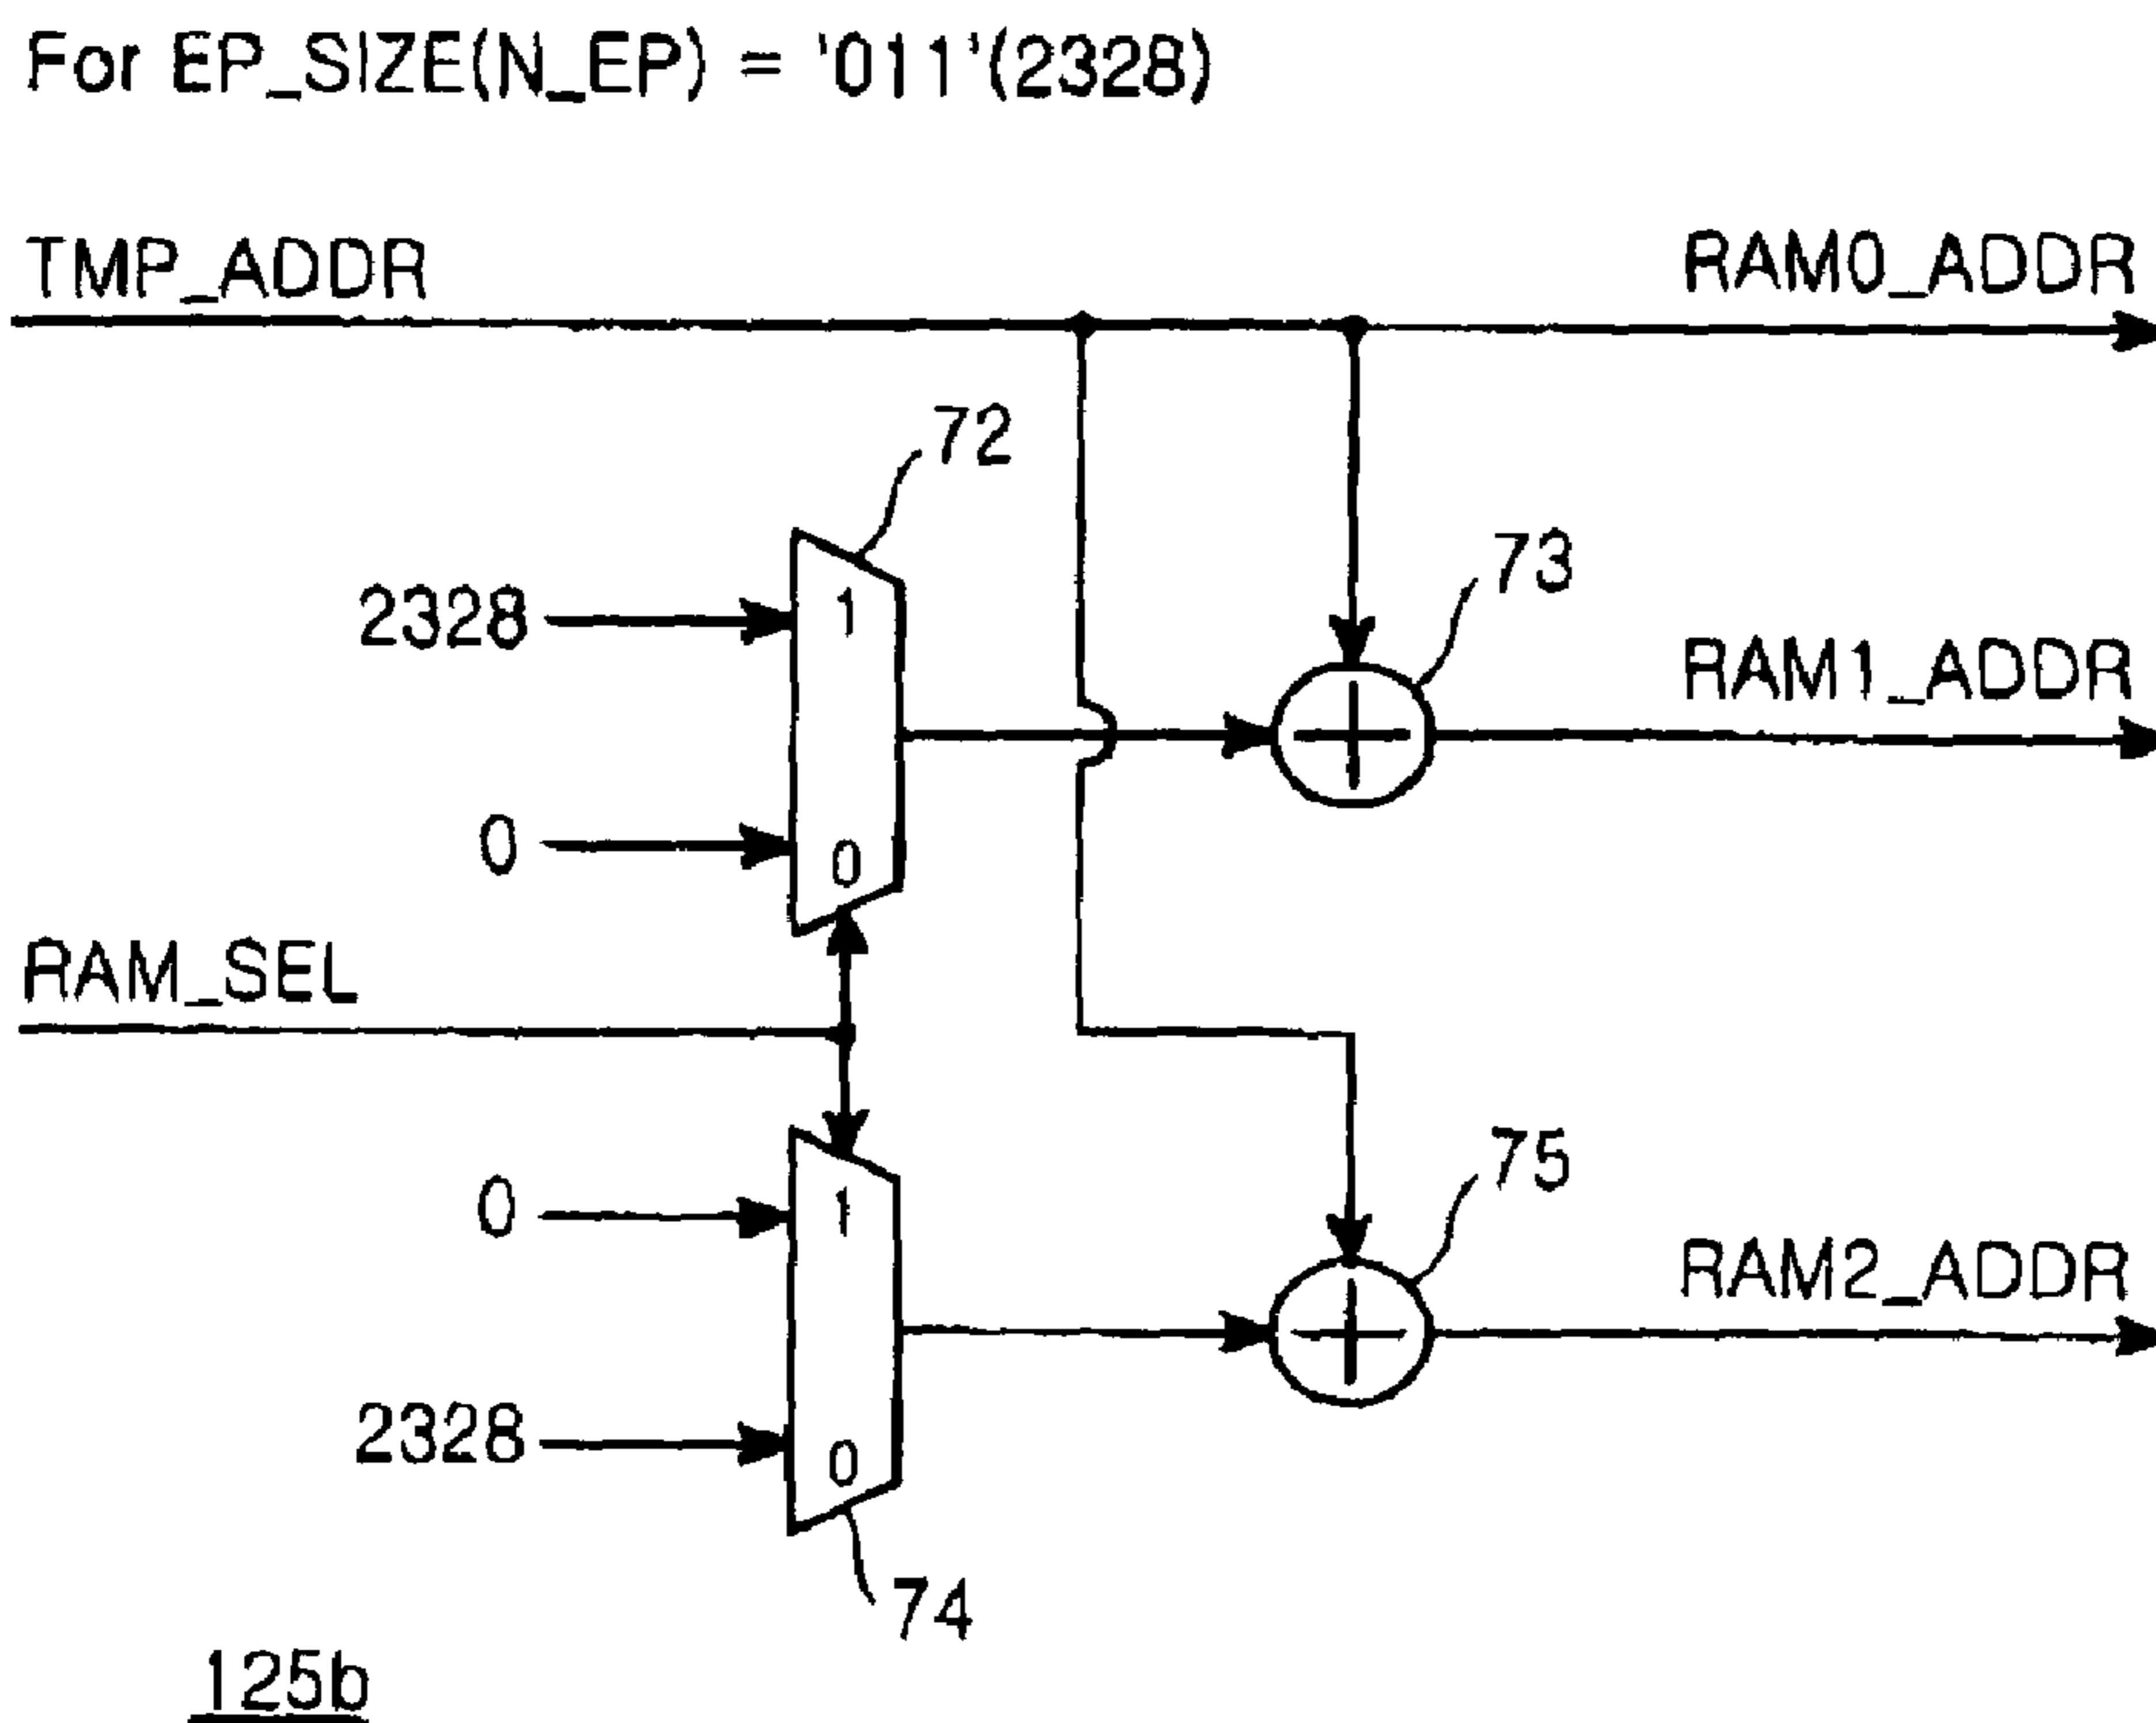 For EP_SIZE(N_EP) = '011'(2328)
TMP_ADDR
RAM0_ADDR
72
73
2328
1
RAM1_ADDR
0
0
RAM_SEL
75
0
1
RAM2_ADDR
2328
0
74
125b